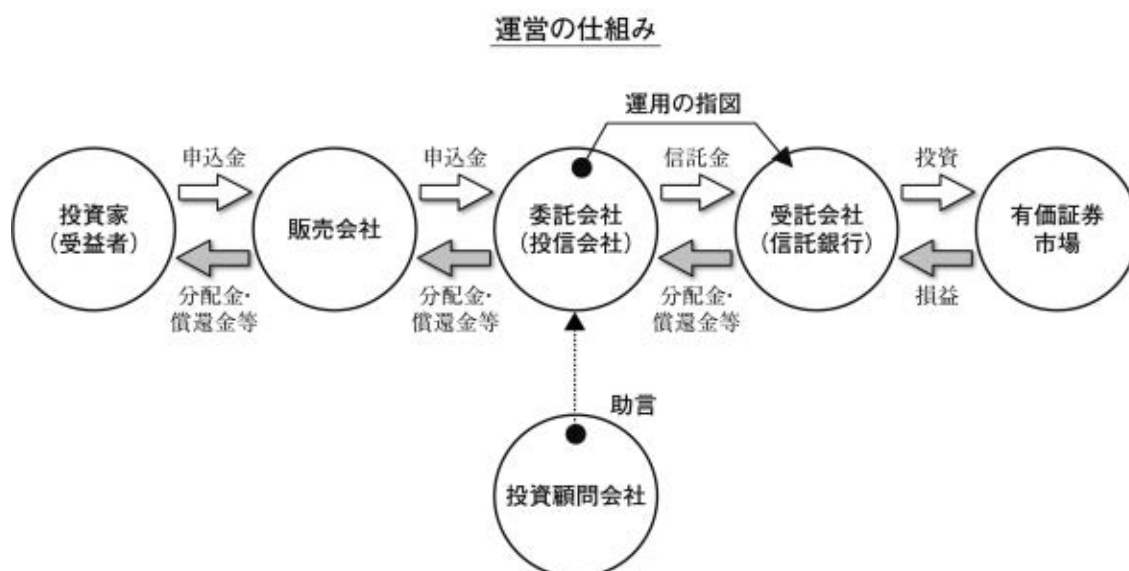 運営の仕組み
運用の指図
申込金
申込金
信託金
投資
投資家
（受益者）
販売会社
委託会社
（投信会社）
受託会社
（信託銀行）
有価証券
市場
分配金・
償還金等
分配金・
償還金等
分配金・
償還金等
損益
助言
投資顧問会社